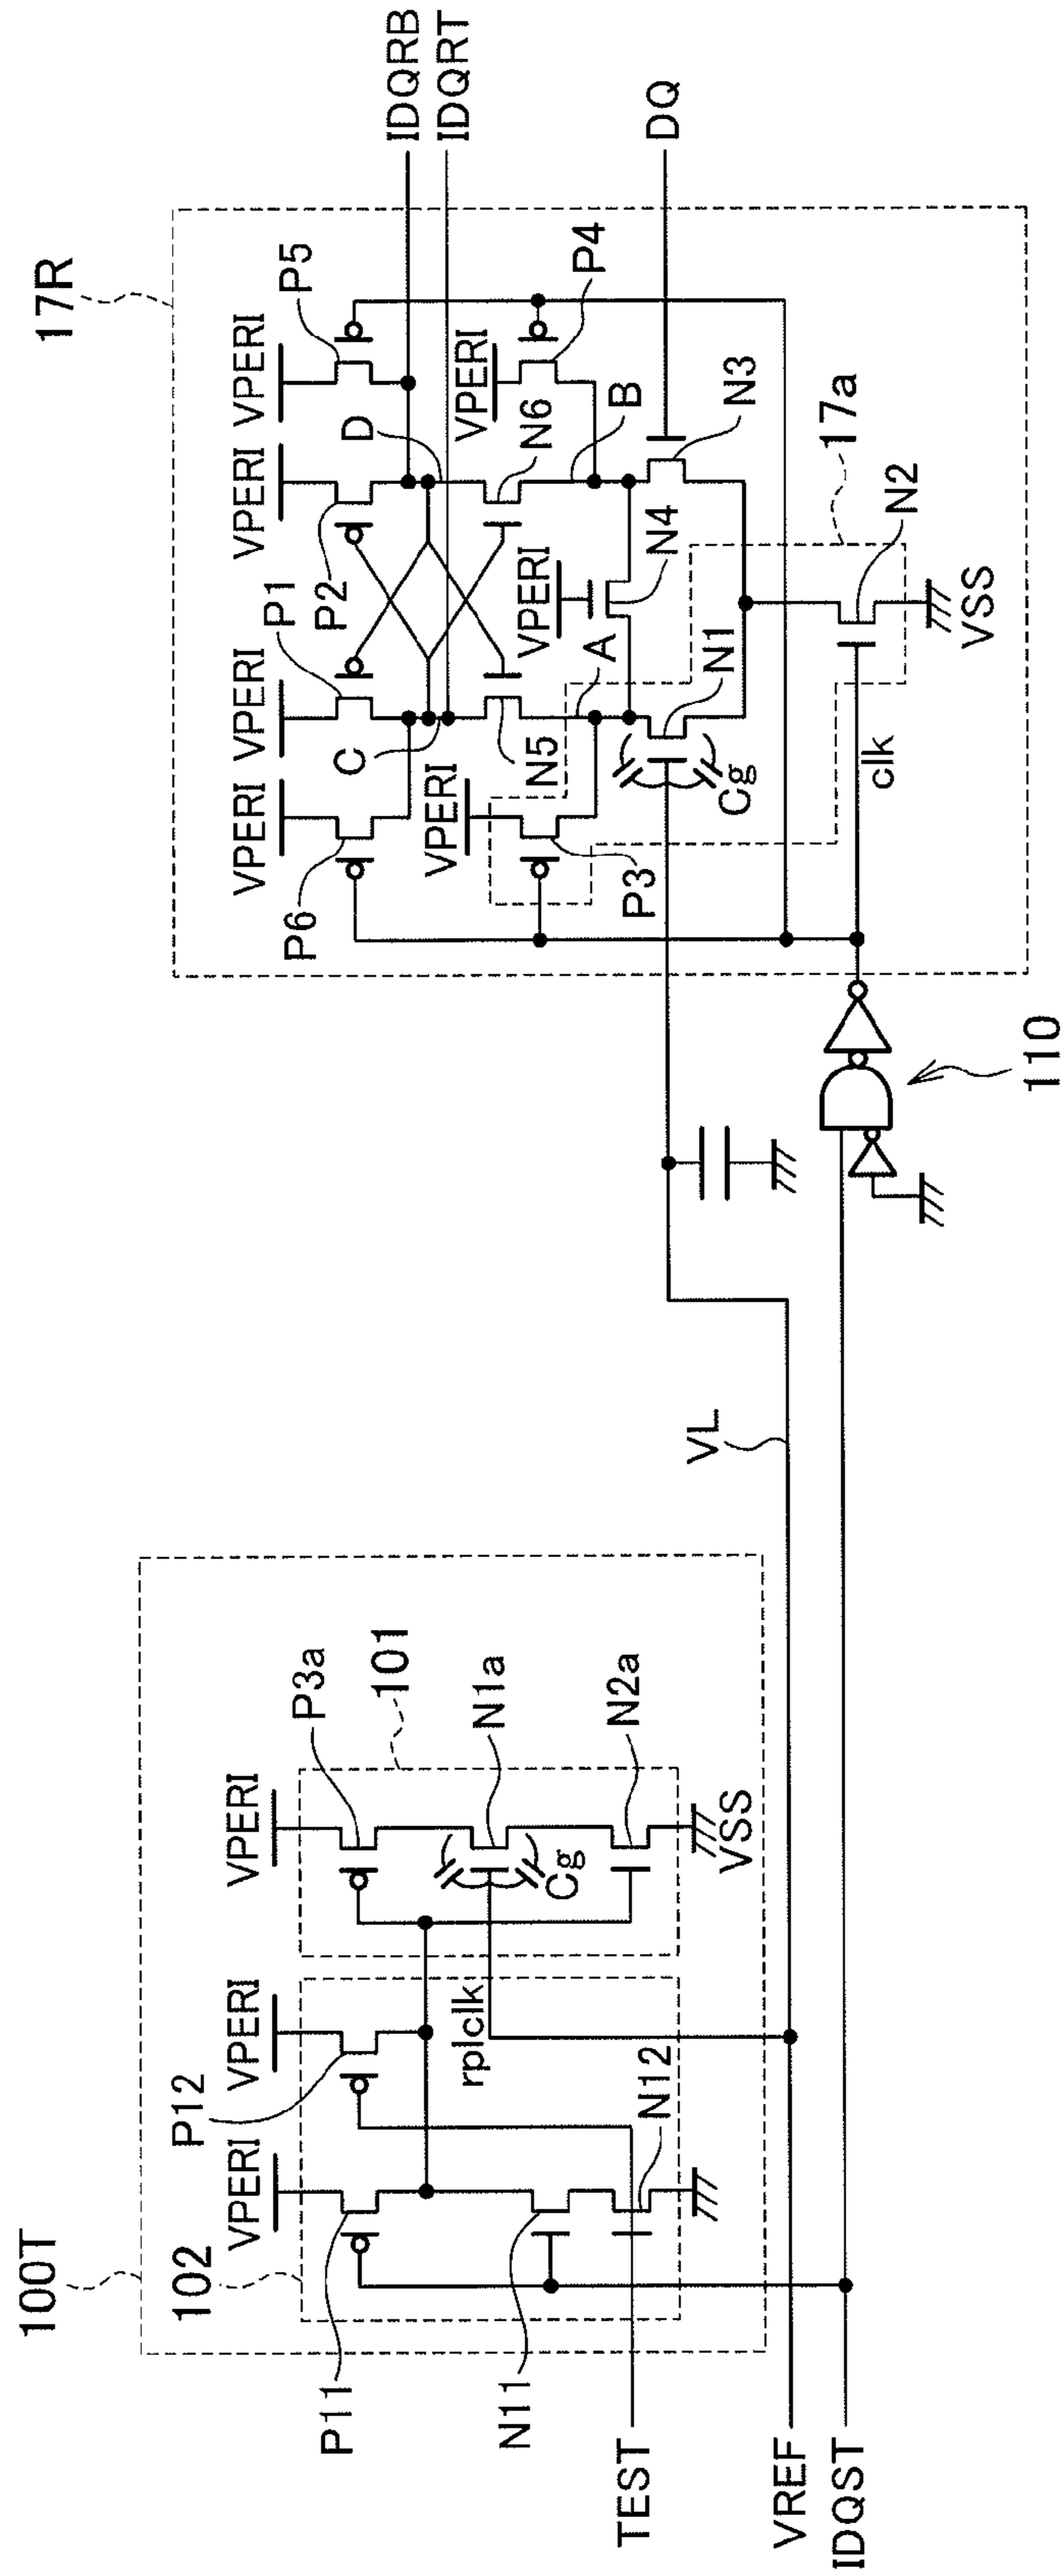 100T
102
P11
VPERI
P12
VPERI
VPERI
P3a
101
N1a
Cg
N2a
VSS
rplclk
N11
N12
TEST
VREF
IDQST
VL
110
17R
VPERI
P6
VPERI
P1
VPERI
P2
VPERI
P5
IDQRB
IDQRT
C
D
VPERI
P3
N5
VPERI
N6
VPERI
P4
A
B
N4
N1
Cg
N3
DQ
17a
N2
clk
VSS